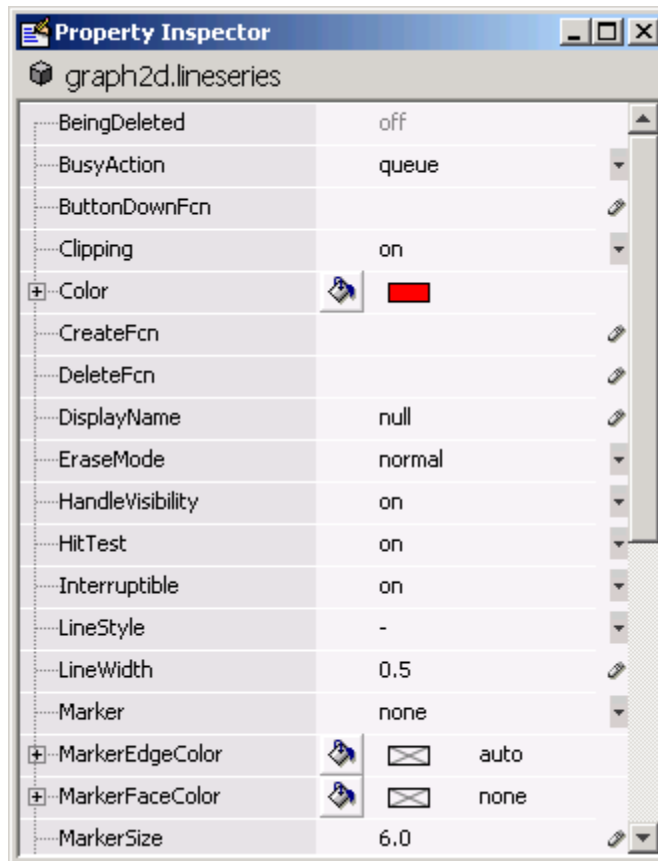 Property Inspector
graph2d.lineseries
BeingDeleted off
BusyAction queue
ButtonDownFcn
Clipping on
Color
CreateFcn
DeleteFcn
DisplayName null
EraseMode normal
HandleVisibility on
HitTest on
Interruptible on
LineStyle -
LineWidth 0.5
Marker none
MarkerEdgeColor auto
MarkerFaceColor none
MarkerSize 6.0